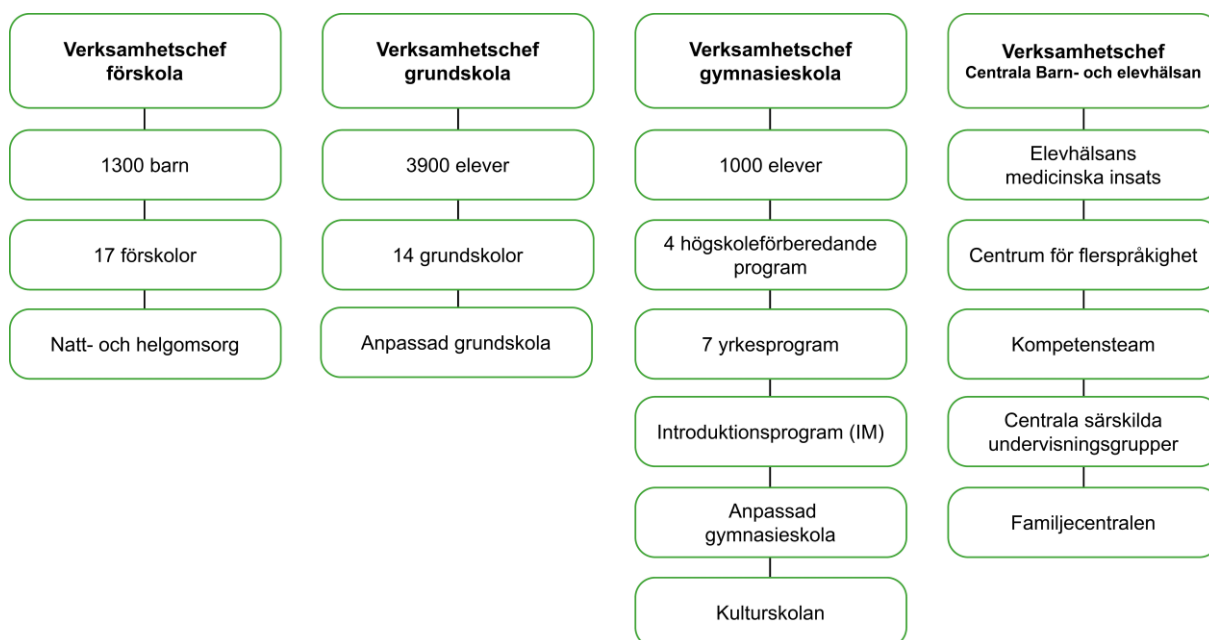 Verksamhetschef
förskola
1300 barn
17 förskolor
Natt- och helgomsorg
Verksamhetschef
grundskola
3900 elever
14 grundskolor
Anpassad grundskola
Verksamhetschef
gymnasieskola
1000 elever
4 högskoleförberedande
program
7 yrkesprogram
Introduktionsprogram (IM)
Anpassad
gymnasieskola
Kulturskolan
Verksamhetschef
Centrala Barn- och elevhälsan
Elevhälsans
medicinska insats
Centrum för flerspråkighet
Kompetensteam
Centrala särskilda
undervisningsgrupper
Familjecentralen